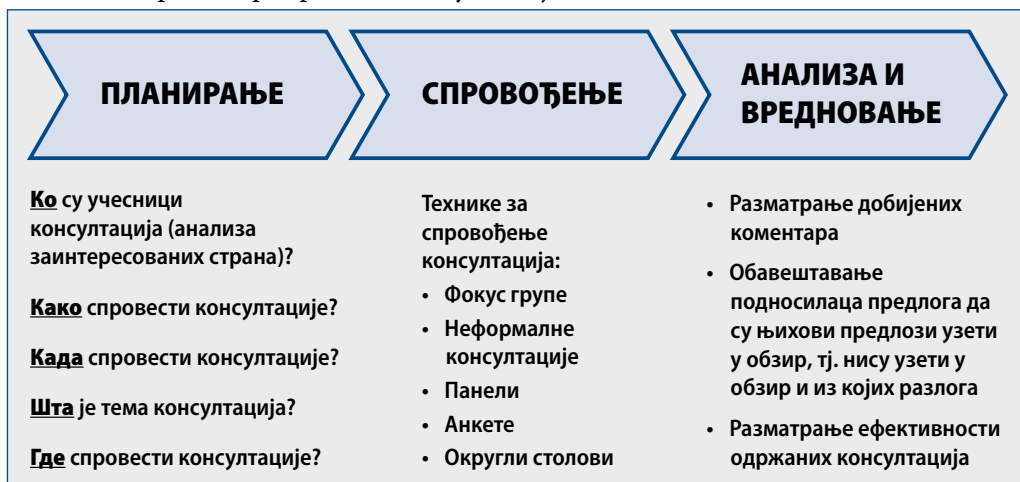 ПЛАНИРАЊЕ
СПРОВОЂЕЊЕ
АНАЛИЗА И
ВРЕДНОВАЊЕ
Ко су учесници
консултација (анализа
заинтересованих страна)?
Како спровести консултације?
Када спровести консултације?
Шта је тема консултација?
Где спровести консултације?
Технике за
спровођење
консултација:
• Фокус групе
• Неформалне
консултације
• Панели
• Анкете
• Округли столови
• Разматрање добијених
коментара
• Обавештавање
подносилаца предлога да
су њихови предлози узети
у обзир, тј. нису узети у
обзир и из којих разлога
• Разматрање ефективности
одржаних консултација